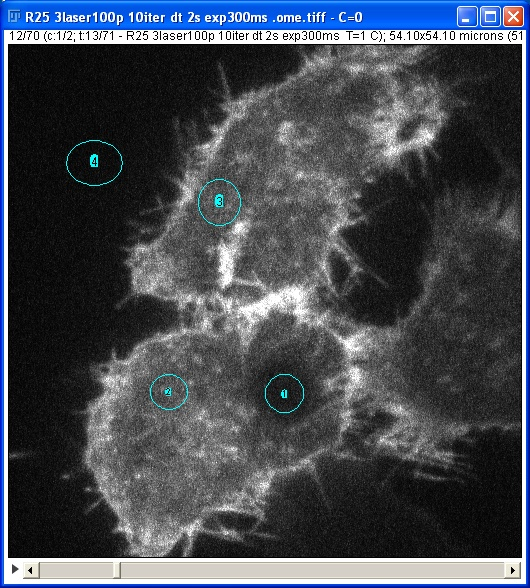 R25 3laser100p 10iter dt 2s exp300ms .ome.tiff - C=0
12/70 (c:1/2; t:13/71 - R25 3laser100p 10iter dt 2s exp300ms T=1 C); 54.10x54.10 microns (51
4
3
2
1